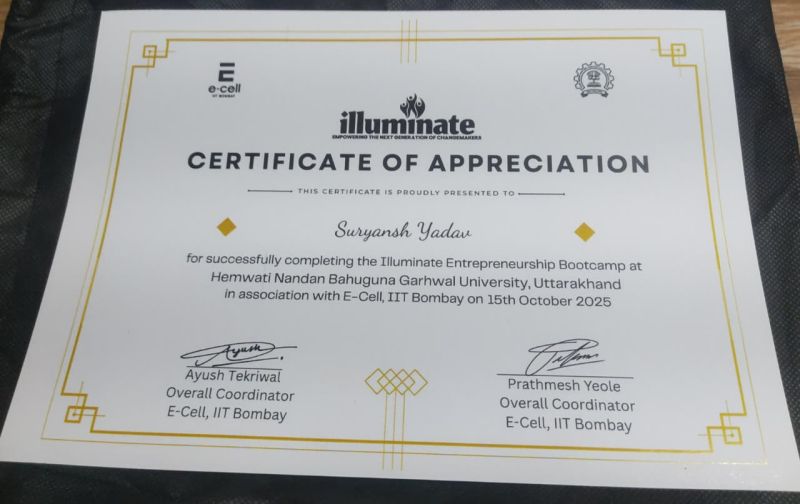 e-cell
IIT BOMBAY
illuminate
EMPOWERING THE NEXT GENERATION OF CHANGEMAKERS
CERTIFICATE OF APPRECIATION
THIS CERTIFICATE IS PROUDLY PRESENTED TO
Suryansh Yadav
for successfully completing the Illuminate Entrepreneurship Bootcamp at
Hemwati Nandan Bahuguna Garhwal University, Uttarakhand
in association with E-Cell, IIT Bombay on 15th October 2025
Ayush
Ayush Tekriwal
Overall Coordinator
E-Cell, IIT Bombay
Prathmesh Yeole
Overall Coordinator
E-Cell, IIT Bombay